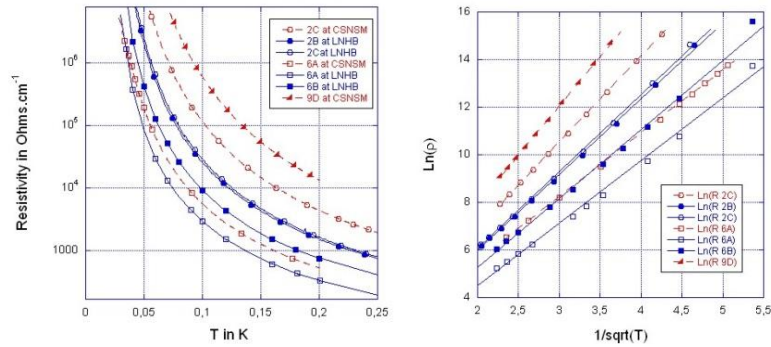 2C at CSNSM
2B at LNHB
2C at LNHB
6A at CSNSM
6A at LNHB
6B at LNHB
9D at CSNSM
Resistivity in Ohms.cm⁻¹
10⁶
10⁵
10⁴
1000
0 0,05 0,1 0,15 0,2 0,25
T in K
16
14
12
10
8
6
4
Ln(ρ)
Ln(R 2C)
Ln(R 2B)
Ln(R 2C)
Ln(R 6A)
Ln(R 6A)
Ln(R 6B)
Ln(R 9D)
2 2,5 3 3,5 4 4,5 5 5,5
1/sqrt(T)